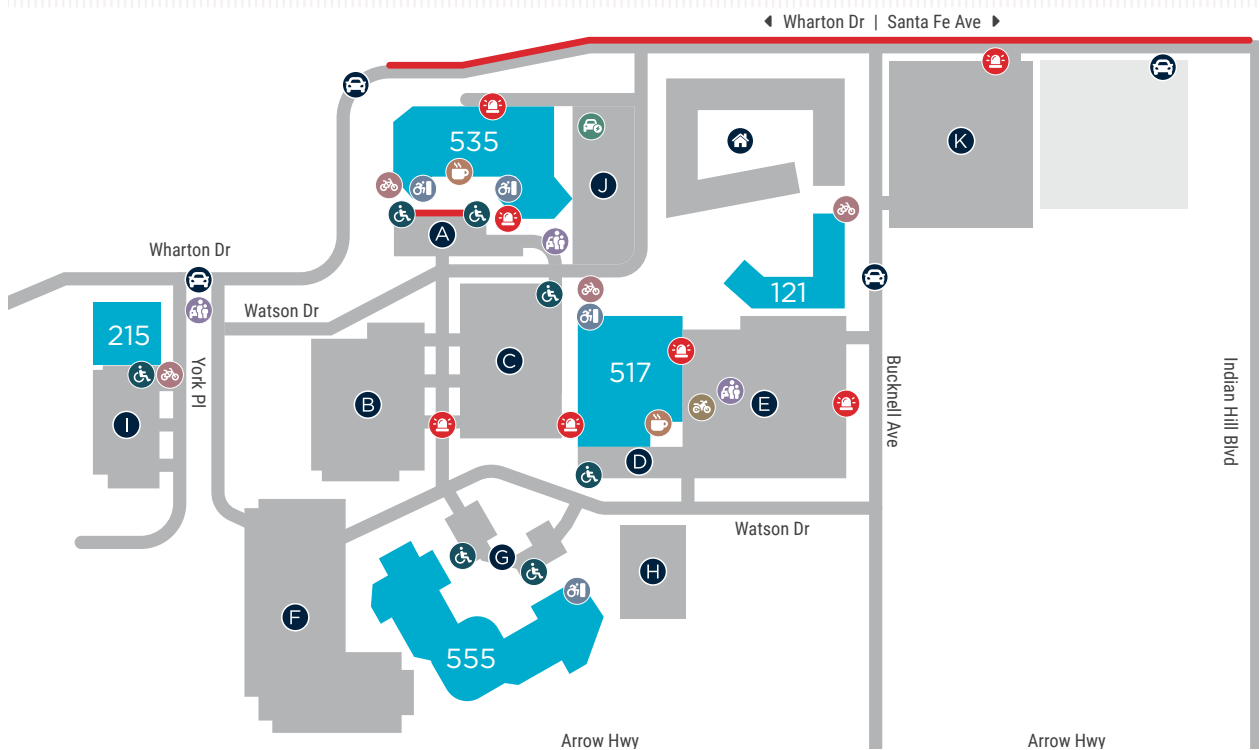 Wharton Dr | Santa Fe Ave
535
K
J
A
Wharton Dr
121
Watson Dr
215
York Pl
C
517
Bucknell Ave
Indian Hill Blvd
B
E
I
D
Watson Dr
G
H
F
555
Arrow Hwy
Arrow Hwy